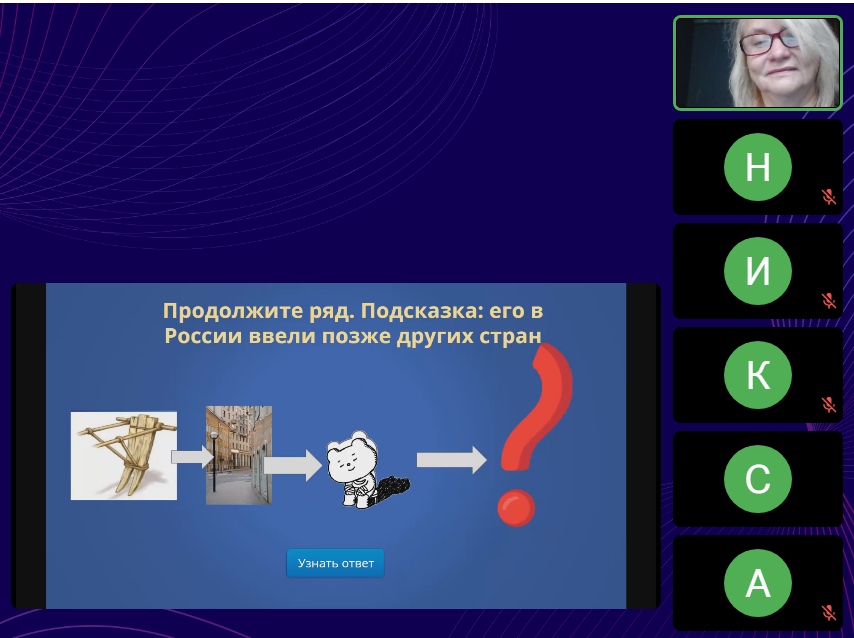 Продолжите ряд. Подсказка: его в
России ввели позже других стран
Узнать ответ
Н
И
К
С
А